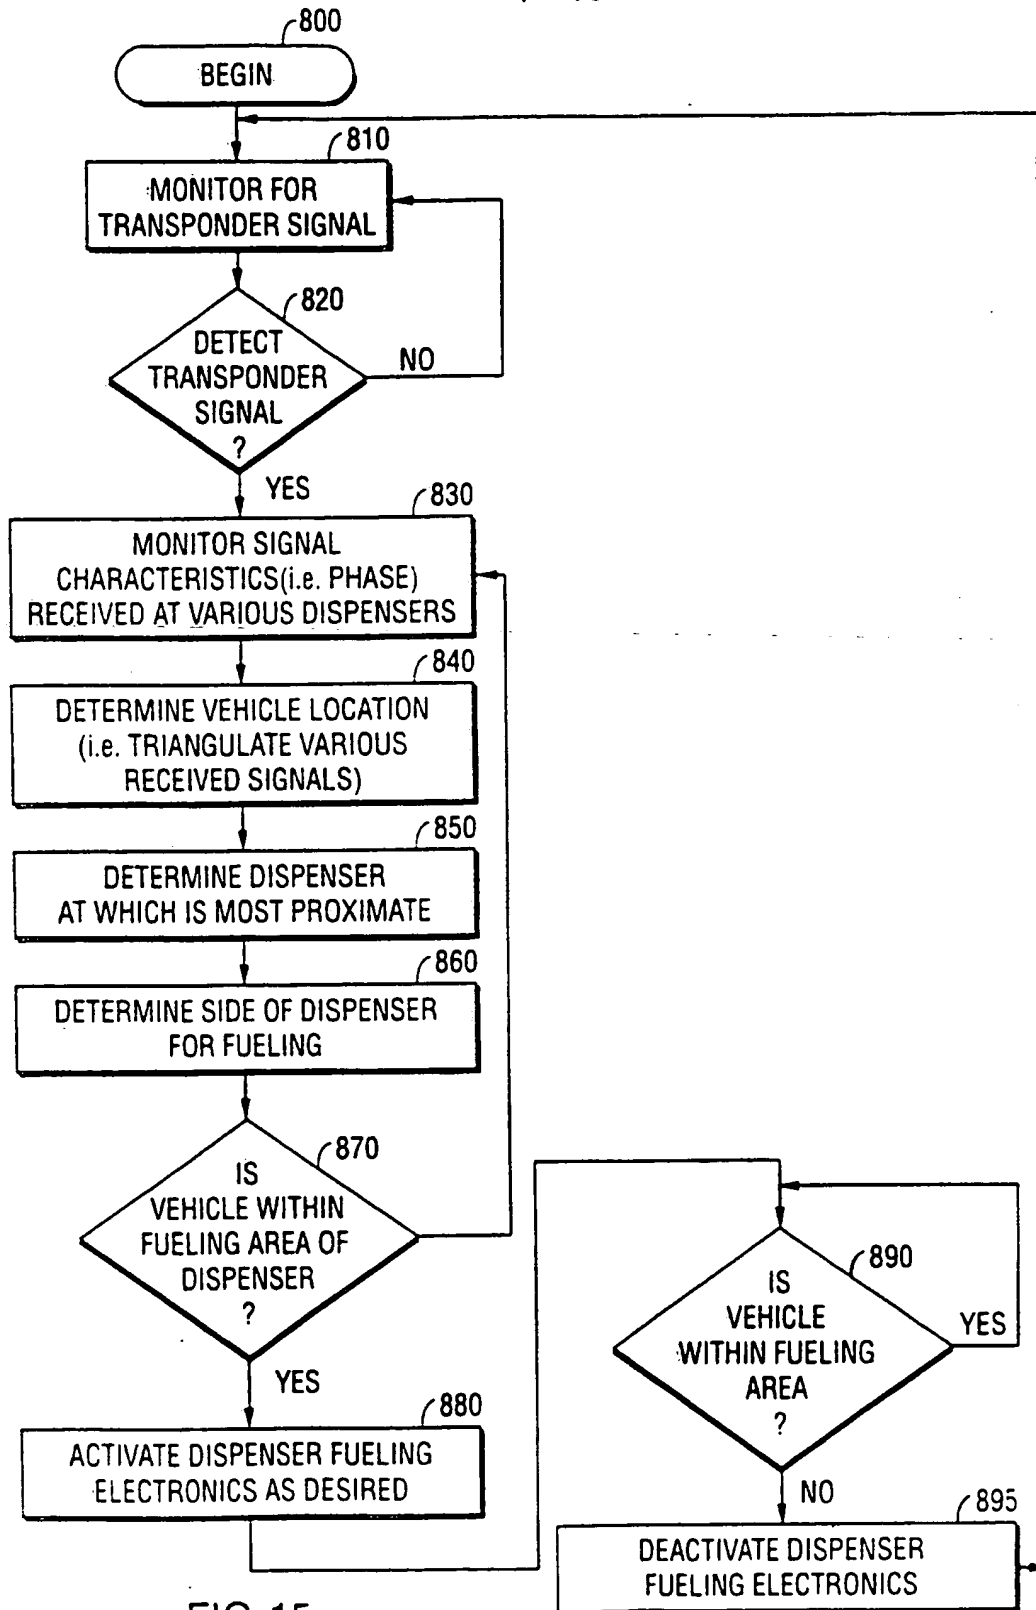 800
BEGIN
810
MONITOR FOR
TRANSPONDER SIGNAL
820
DETECT
TRANSPONDER
SIGNAL
?
NO
YES
830
MONITOR SIGNAL
CHARACTERISTICS(i.e. PHASE)
RECEIVED AT VARIOUS DISPENSERS
840
DETERMINE VEHICLE LOCATION
(i.e. TRIANGULATE VARIOUS
RECEIVED SIGNALS)
850
DETERMINE DISPENSER
AT WHICH IS MOST PROXIMATE
860
DETERMINE SIDE OF DISPENSER
FOR FUELING
870
IS
VEHICLE WITHIN
FUELING AREA OF
DISPENSER
?
YES
880
ACTIVATE DISPENSER FUELING
ELECTRONICS AS DESIRED
890
IS
VEHICLE
WITHIN FUELING
AREA
?
YES
NO
895
DEACTIVATE DISPENSER
FUELING ELECTRONICS
FIG. 15